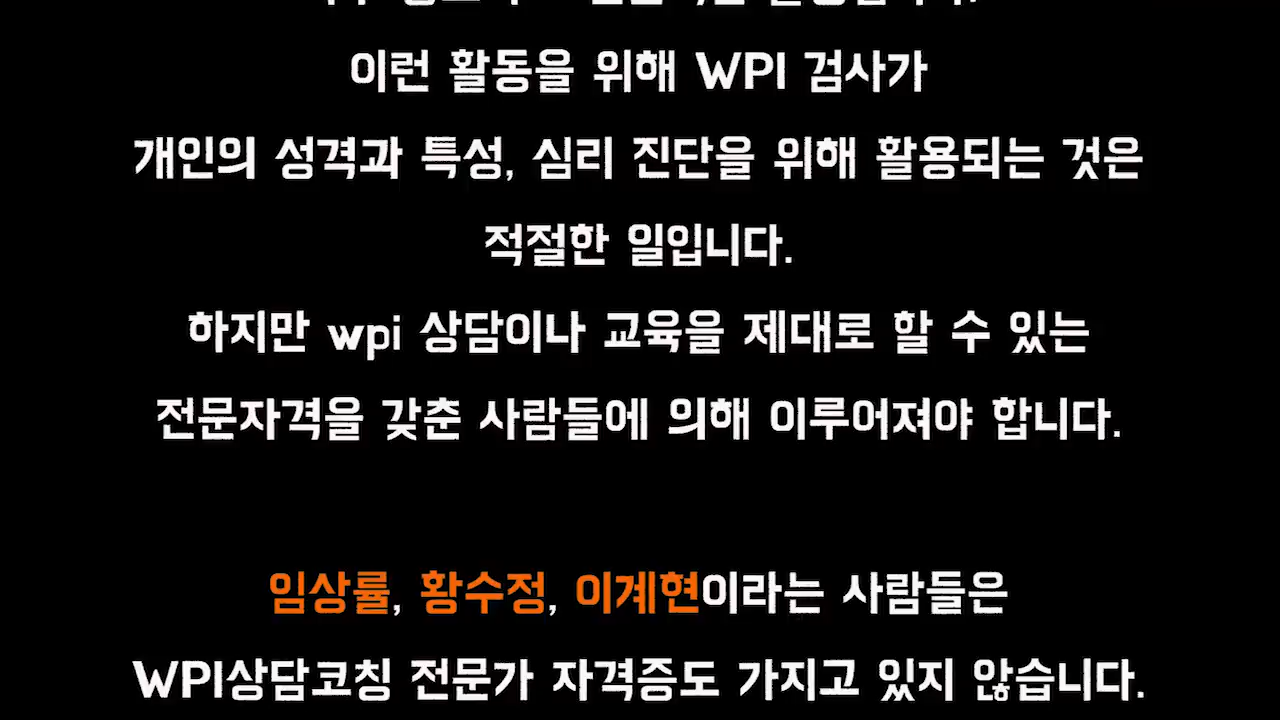 이런 활동을 위해 WPI 검사가
개인의 성격과 특성, 심리 진단을 위해 활용되는 것은
적절한 일입니다.
하지만 wpi 상담이나 교육을 제대로 할 수 있는
전문자격을 갖춘 사람들에 의해 이루어져야 합니다.
임상률, 황수정, 이계현이라는 사람들은
WPI상담코칭 전문가 자격증도 가지고 있지 않습니다.